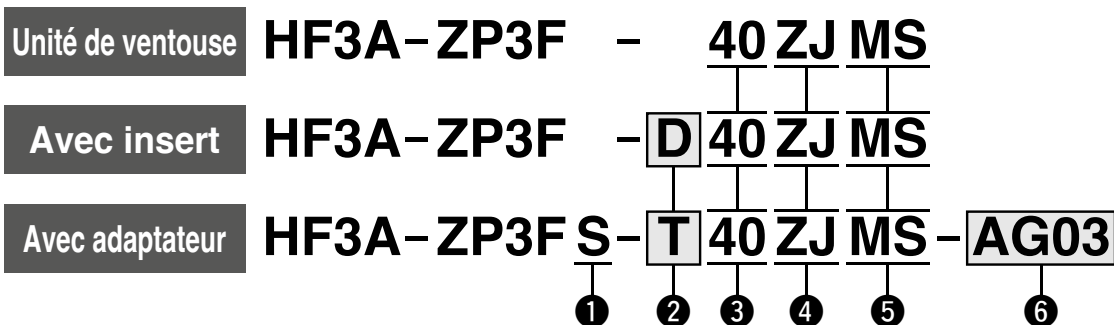 Unité de ventouse HF3A-ZP3F - 40 ZJ MS
Avec insert HF3A-ZP3F -D 40 ZJ MS
Avec adaptateur HF3A-ZP3F S-T 40 ZJ MS-AG03
❶ ❷ ❸ ❹ ❺ ❻